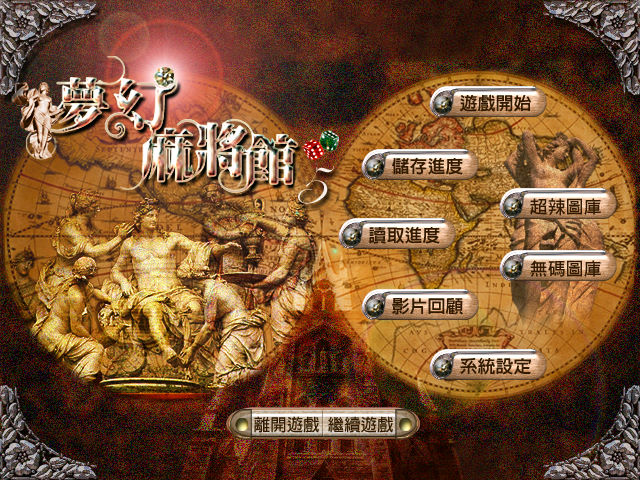 夢幻
麻將館
5
遊戲開始
儲存進度
超辣圖庫
讀取進度
無碼圖庫
影片回顧
系統設定
離開遊戲 繼續遊戲